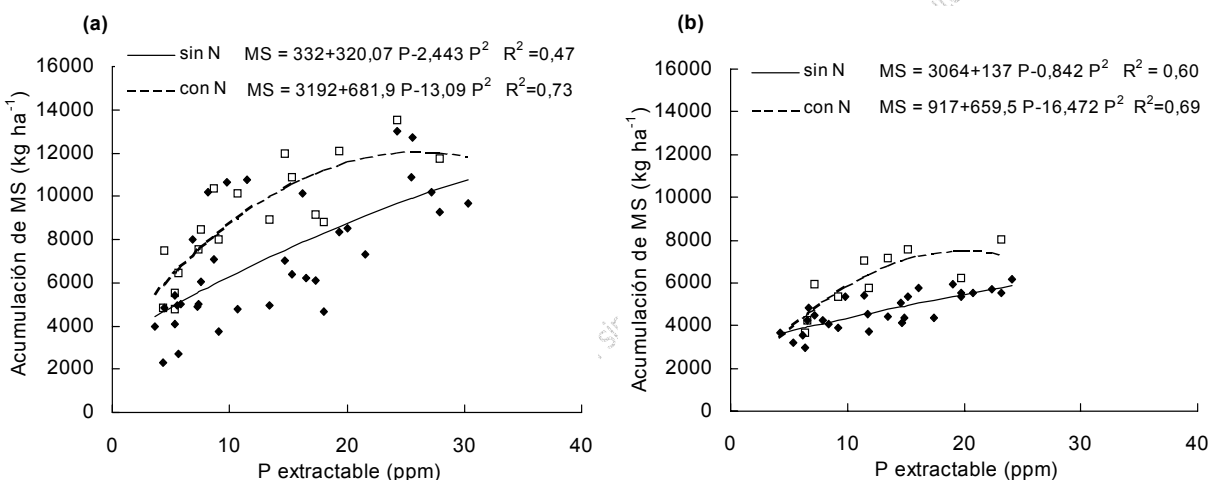 (a)
sin N MS = 332+320,07 P-2,443 P² R² =0,47
con N MS = 3192+681,9 P-13,09 P² R²=0,73
Acumulación de MS (kg ha⁻¹)
16000
14000
12000
10000
8000
6000
4000
2000
0
0 10 20 30 40
P extractable (ppm)
(b)
sin N MS = 3064+137 P-0,842 P² R² = 0,60
con N MS = 917+659,5 P-16,472 P² R²=0,69
Acumulación de MS (kg ha⁻¹)
16000
14000
12000
10000
8000
6000
4000
2000
0
0 10 20 30 40
P extractable (ppm)